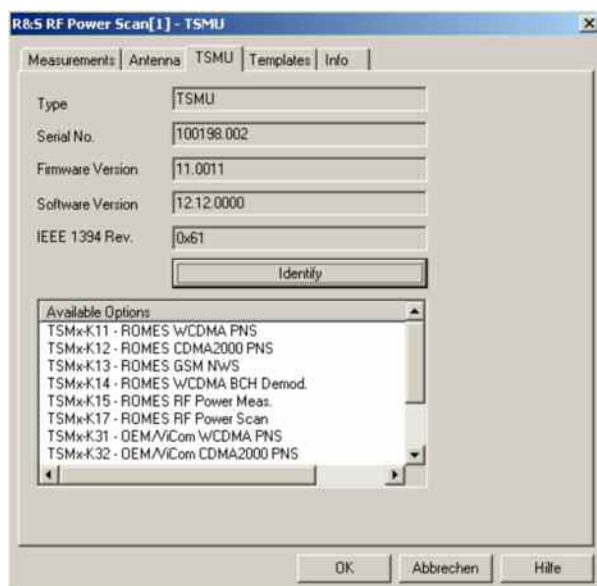 R&S RF Power Scan[1] - TSMU
Measurements Antenna TSMU Templates Info
Type TSMU
Serial No. 100198.002
Firmware Version 11.0011
Software Version 12.12.0000
IEEE 1394 Rev. 0x61
Identify
Available Options
TSMx-K11 - ROMES WCDMA PNS
TSMx-K12 - ROMES CDMA2000 PNS
TSMx-K13 - ROMES GSM NWS
TSMx-K14 - ROMES WCDMA BCH Demod.
TSMx-K15 - ROMES RF Power Meas.
TSMx-K17 - ROMES RF Power Scan
TSMx-K31 - OEM/ViCom WCDMA PNS
TSMx-K32 - OEM/ViCom CDMA2000 PNS
OK Abbrechen Hilfe